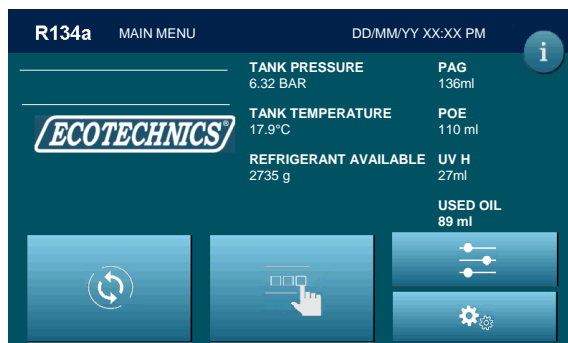 R134a MAIN MENU DD/MM/YY XX:XX PM
i
TANK PRESSURE PAG
6.32 BAR 136ml
TANK TEMPERATURE POE
17.9°C 110 ml
ECOTECHNICS
REFRIGERANT AVAILABLE UV H
2735 g 27ml
USED OIL
89 ml